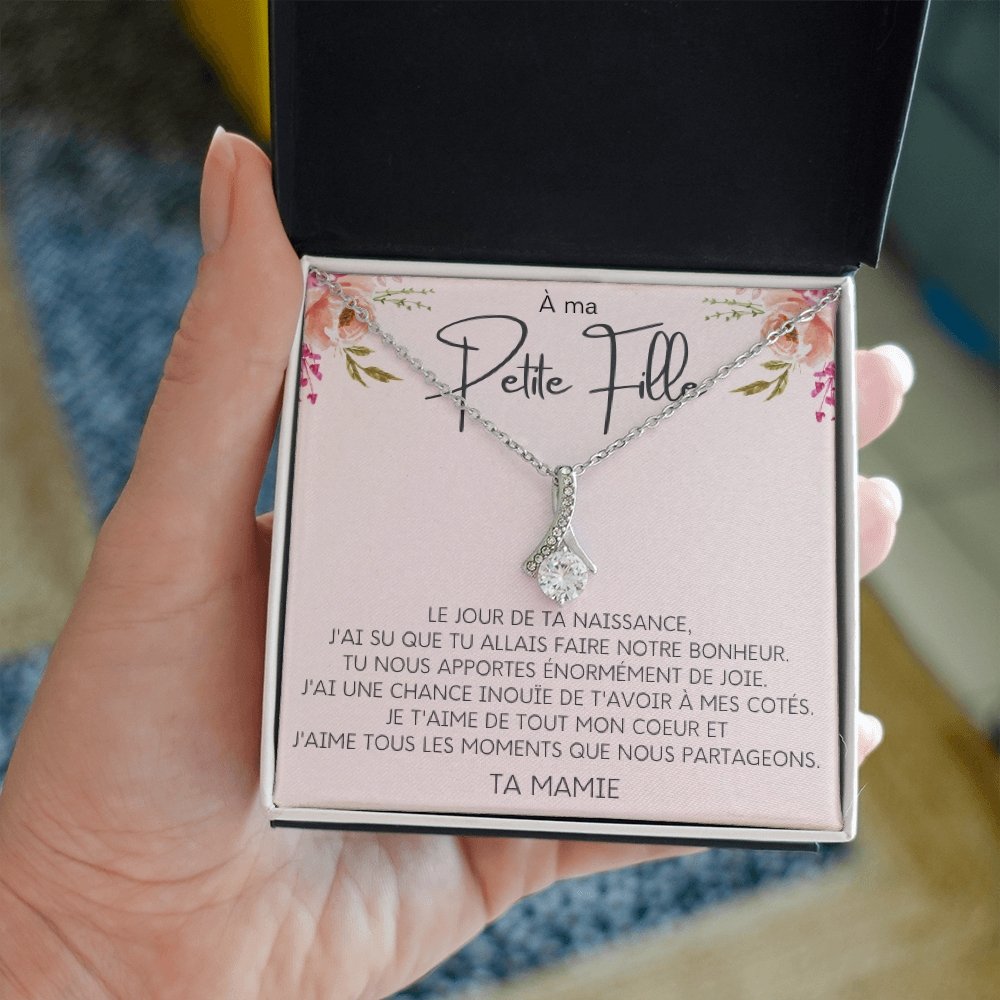 À ma
Petite Fille
LE JOUR DE TA NAISSANCE,
J'AI SU QUE TU ALLAIS FAIRE NOTRE BONHEUR.
TU NOUS APPORTES ÉNORMÉMENT DE JOIE.
J'AI UNE CHANCE INOUÏE DE T'AVOIR À MES COTÉS.
JE T'AIME DE TOUT MON COEUR ET
J'AIME TOUS LES MOMENTS QUE NOUS PARTAGEONS.
TA MAMIE